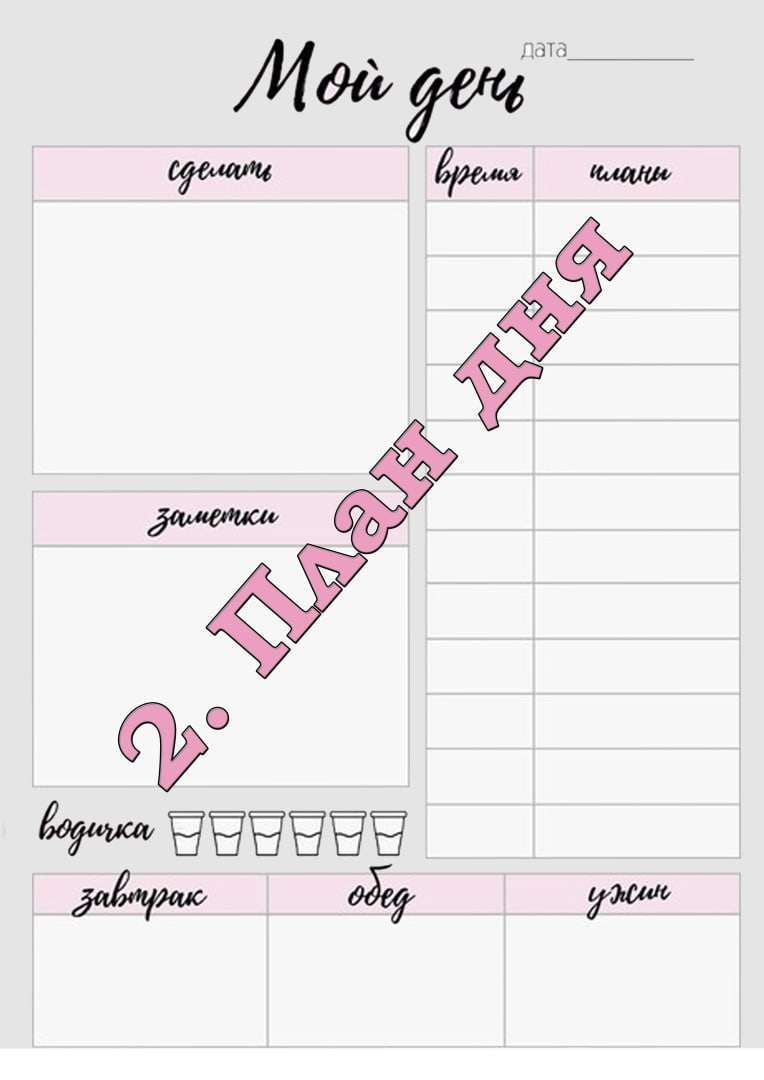 Мой день
дата
сделать
время
планы
заметки
2. План дня
водичка
завтрак
обед
ужин